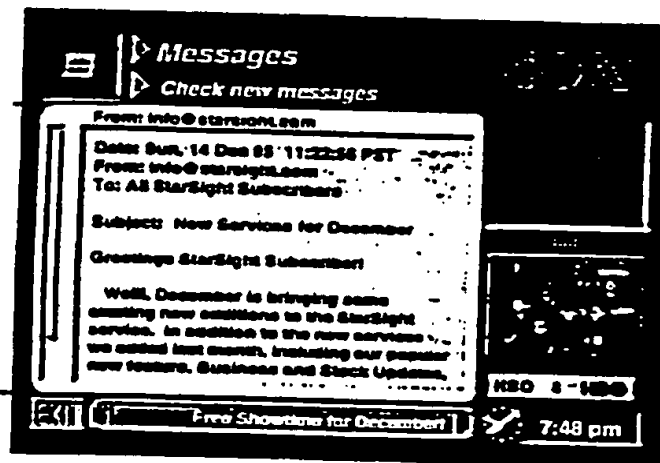 Messages
Check new messages
From: info@starsight.com
Date: Sun, 14 Dec 95 11:22:56 PST
From: info@starsight.com
To: All StarSight Subscribers
Subject: New Services for December
Greetings StarSight Subscriber!
Well, December is bringing some
exciting new additions to the StarSight
service. In addition to the new services
we added last month, including our popular
new feature, Business and Stock Updates,
HBO 8 - HBO
EXIT
Free Showtime for December!
7:48 pm